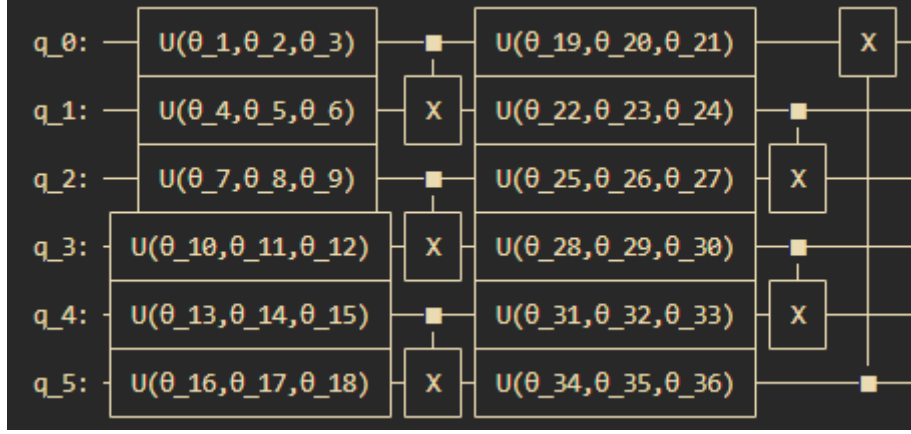 q_0: U(θ_1,θ_2,θ_3) U(θ_19,θ_20,θ_21) X
q_1: U(θ_4,θ_5,θ_6) X U(θ_22,θ_23,θ_24)
q_2: U(θ_7,θ_8,θ_9) U(θ_25,θ_26,θ_27) X
q_3: U(θ_10,θ_11,θ_12) X U(θ_28,θ_29,θ_30)
q_4: U(θ_13,θ_14,θ_15) U(θ_31,θ_32,θ_33) X
q_5: U(θ_16,θ_17,θ_18) X U(θ_34,θ_35,θ_36)